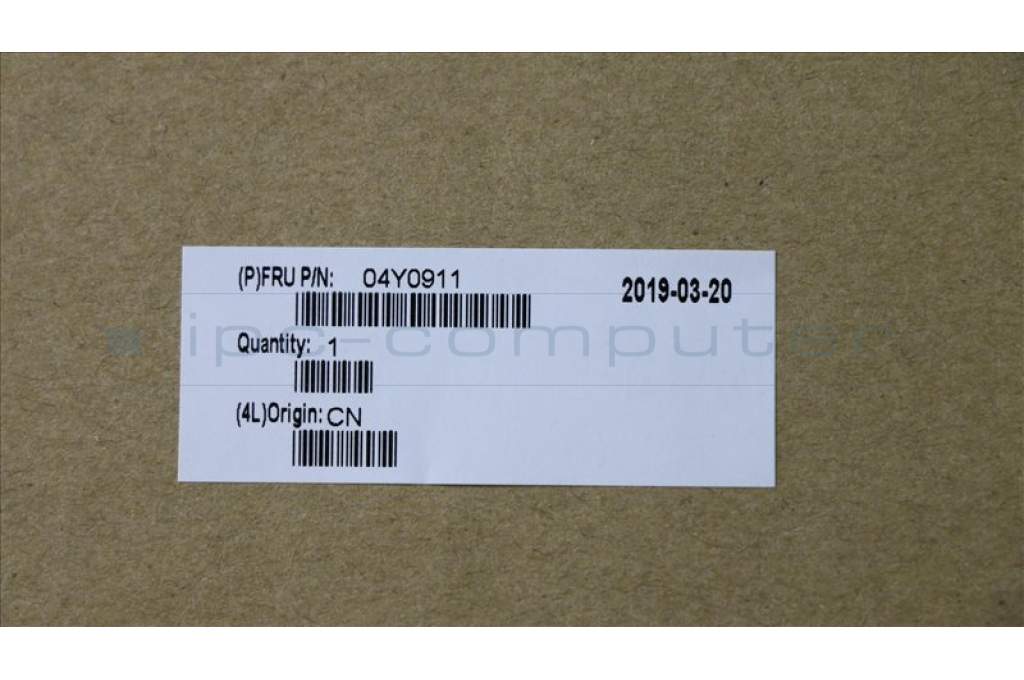 (P)FRU P/N: 04Y0911
2019-03-20
ipc-computer
Quantity: 1
(4L)Origin: CN